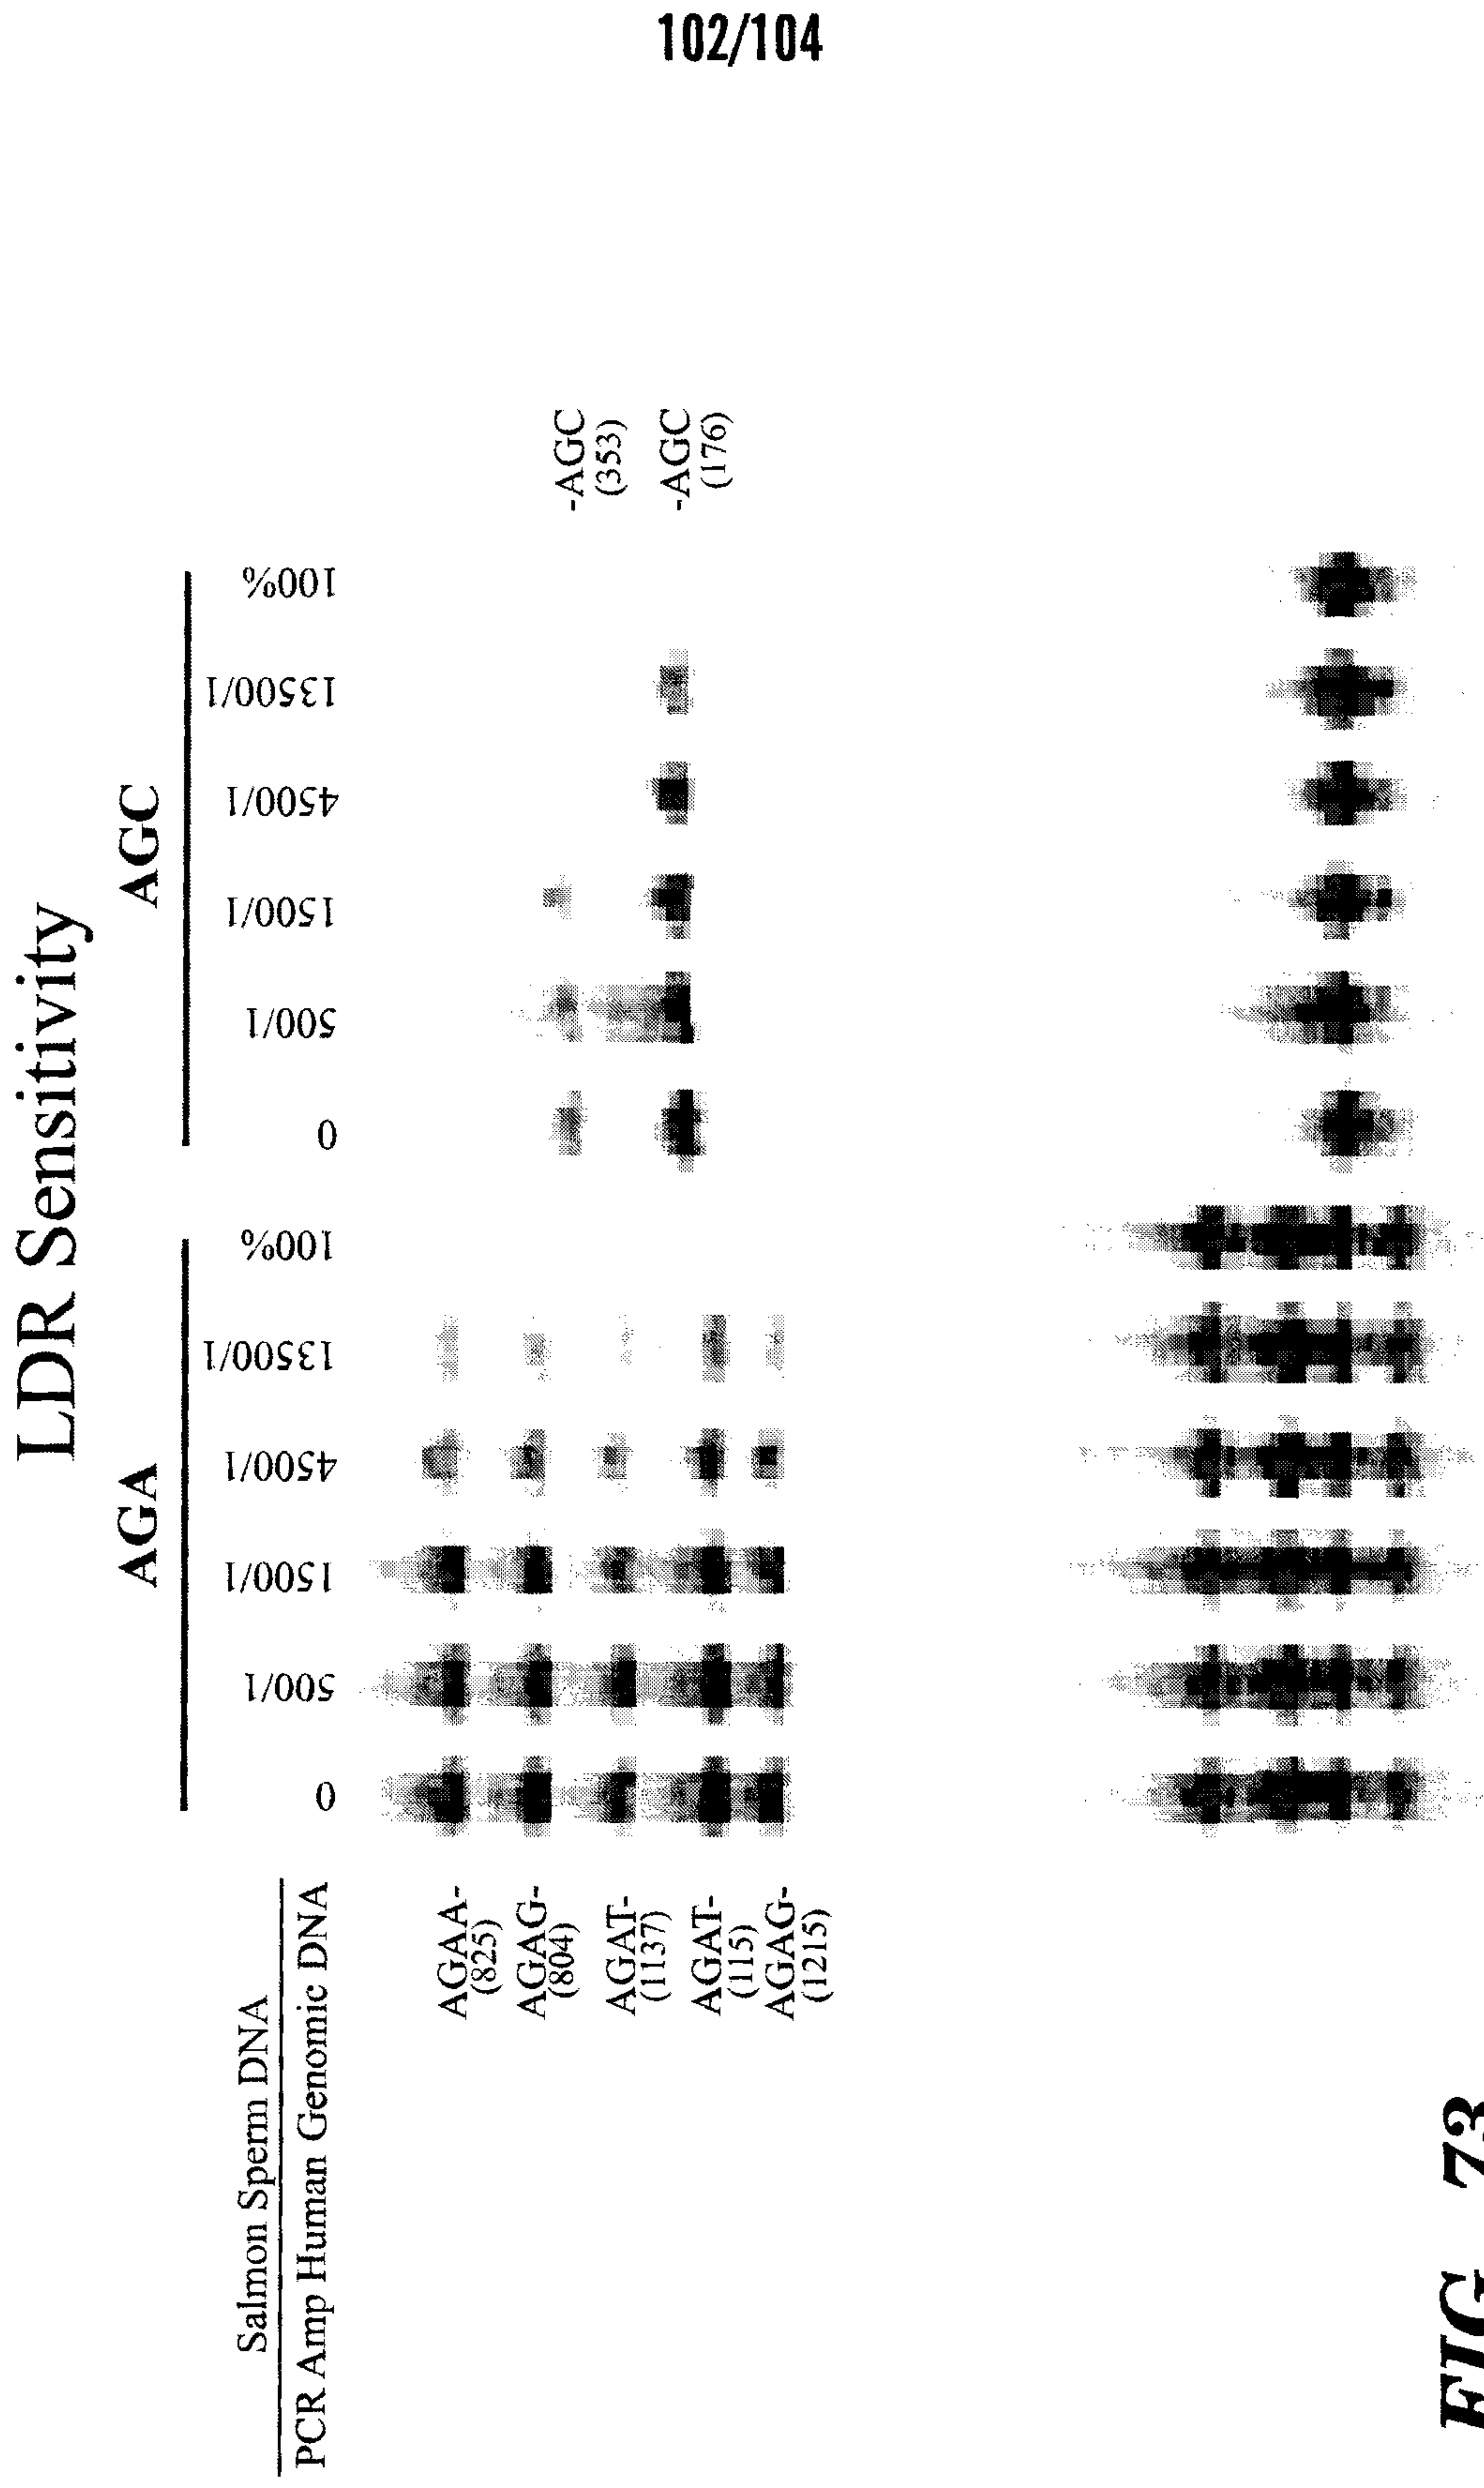 102/104
LDR Sensitivity
AGA
AGC
Salmon Sperm DNA
PCR Amp Human Genomic DNA
0
500/1
1500/1
4500/1
13500/1
100%
0
500/1
1500/1
4500/1
13500/1
100%
AGAA-
(825)
AGAG-
(804)
AGAT-
(1137)
AGAT-
(115)
AGAG-
(1215)
-AGC
(353)
-AGC
(176)
FIG. 73